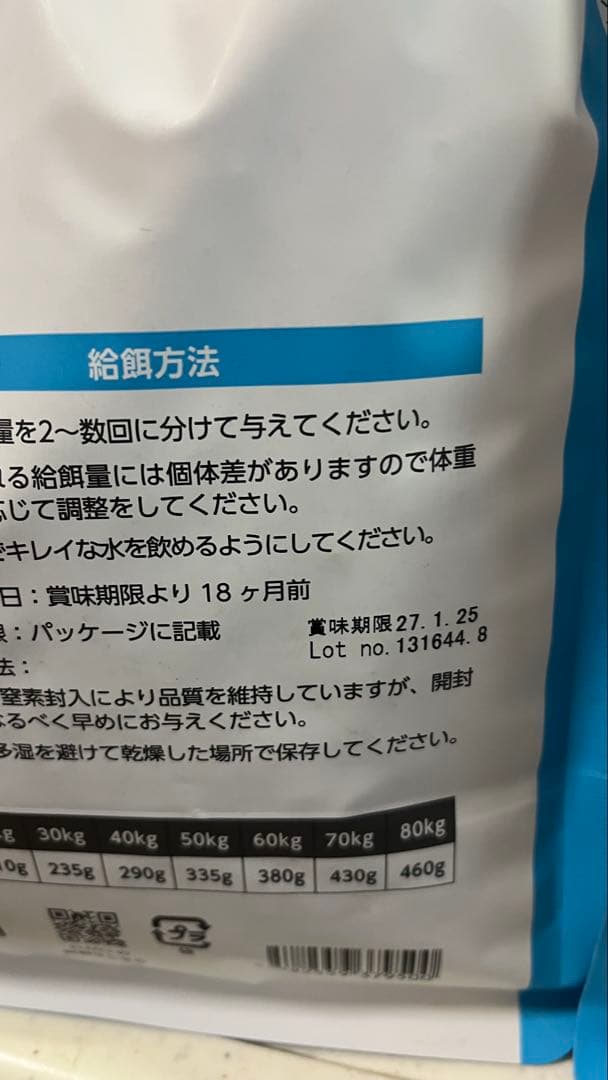 給餌方法
量を2〜数回に分けて与えてください。
る給餌量には個体差がありますので体重
じて調整をしてください。
キレイな水を飲めるようにしてください。
日：賞味期限より 18 ヶ月前
：パッケージに記載
賞味期限27.1.25
Lot no.131644.8
法：
窒素封入により品質を維持していますが、開封
るべく早めにお与えください。
多湿を避けて乾燥した場所で保存してください。
g 30kg 40kg 50kg 60kg 70kg 80kg
0g 235g 290g 335g 380g 430g 460g
プラ